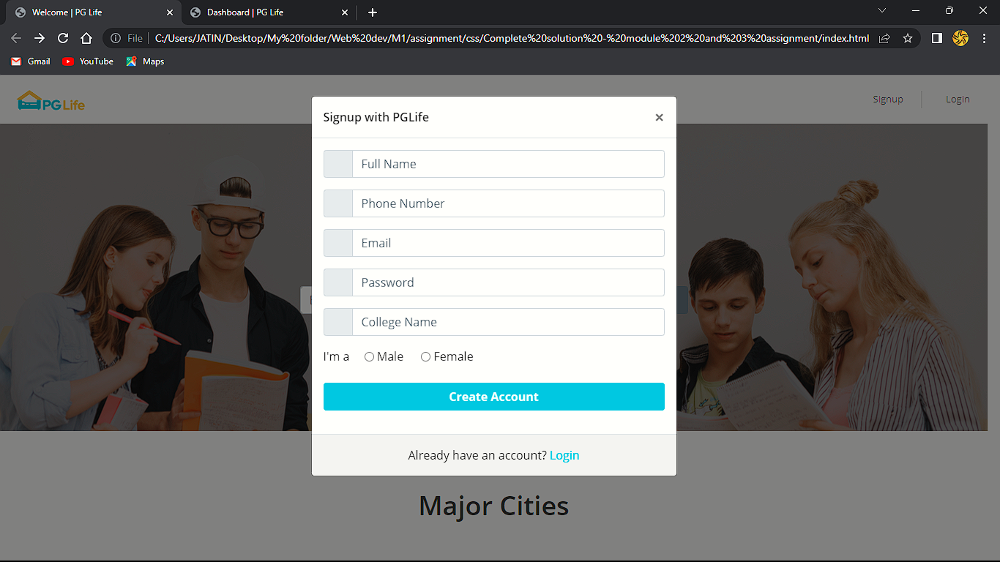 Welcome | PG Life
Dashboard | PG Life
File
C:/Users/JATIN/Desktop/My%20folder/Web%20dev/M1/assignment/css/Complete%20solution%20-%20module%202%20and%203%20assignment/index.html
Gmail
YouTube
Maps
PG Life
Signup
Login
Signup with PGLife
×
Full Name
Phone Number
Email
Password
College Name
I'm a Male Female
Create Account
Already have an account? Login
Major Cities